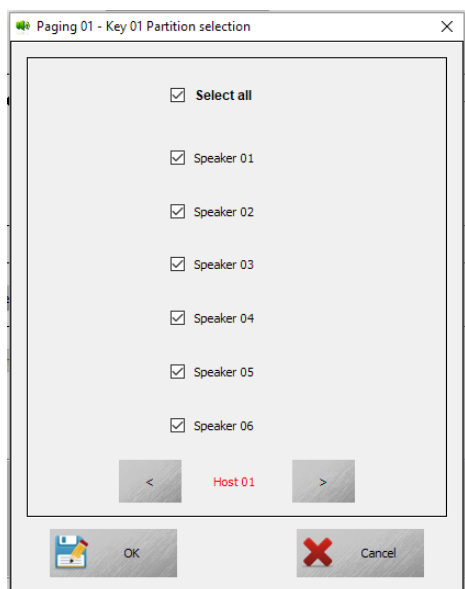 Paging 01 - Key 01 Partition selection
Select all
Speaker 01
Speaker 02
Speaker 03
Speaker 04
Speaker 05
Speaker 06
< Host 01 >
OK Cancel